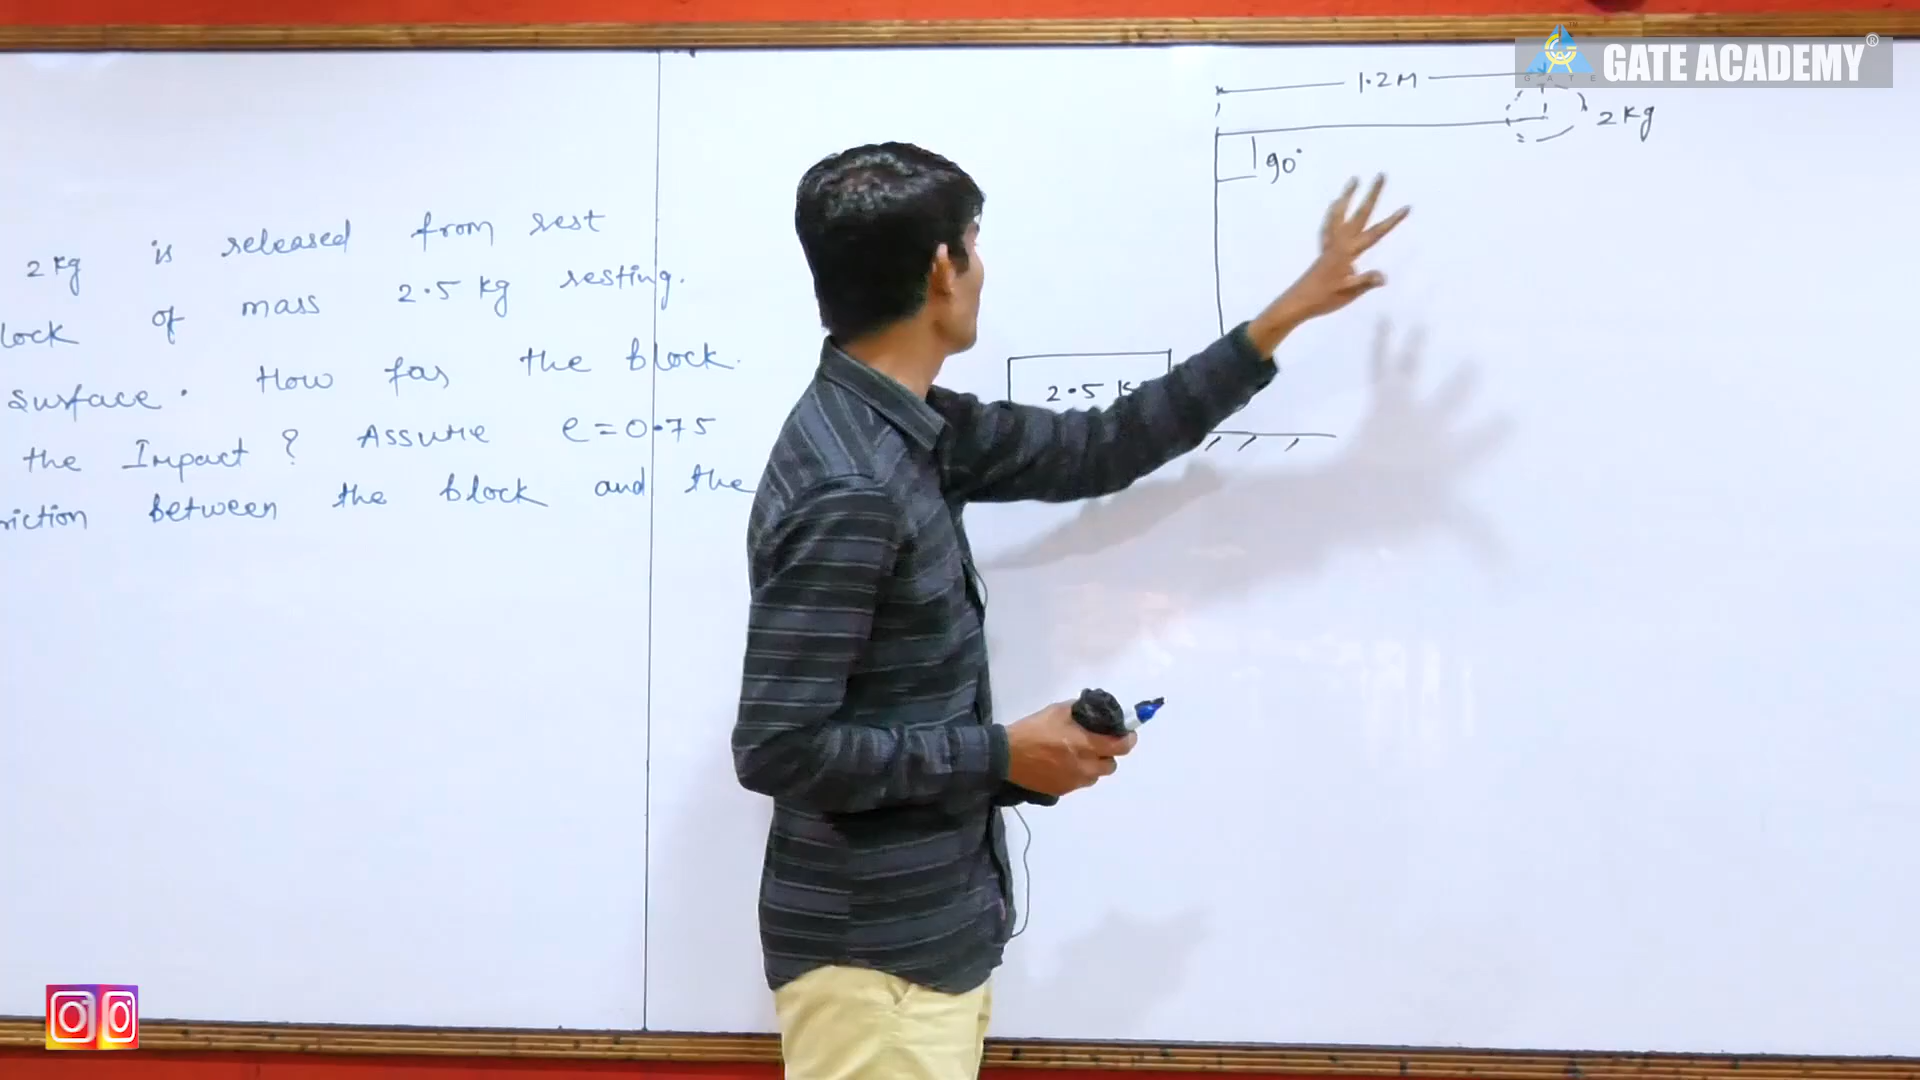 2 kg is released from rest
lock of mass 2.5 kg resting.
surface. How far the block.
the Impact ? Assume e = 0.75
riction between the block and the
1.2 M
2 kg
90°
2.5 k
GATE ACADEMY®
GATE